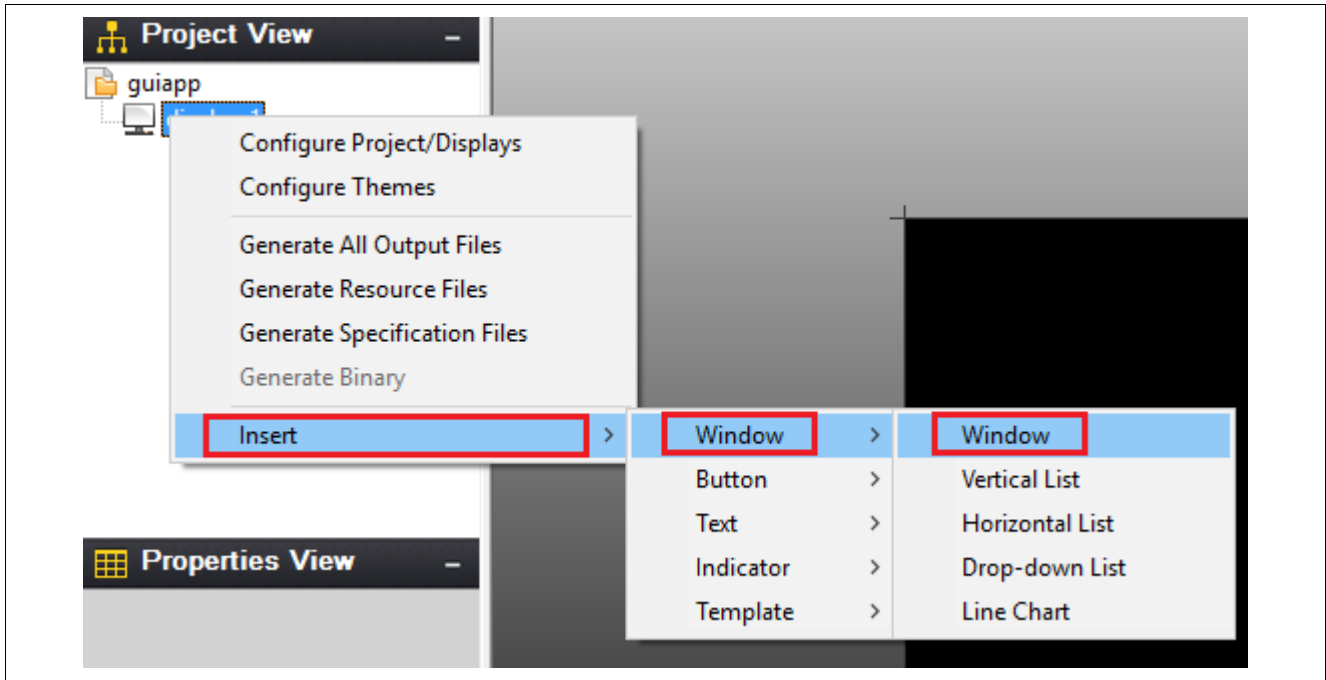 Project View
guiapp
Configure Project/Displays
Configure Themes
Generate All Output Files
Generate Resource Files
Generate Specification Files
Generate Binary
Insert
Window
Button
Text
Indicator
Template
Window
Vertical List
Horizontal List
Drop-down List
Line Chart
Properties View